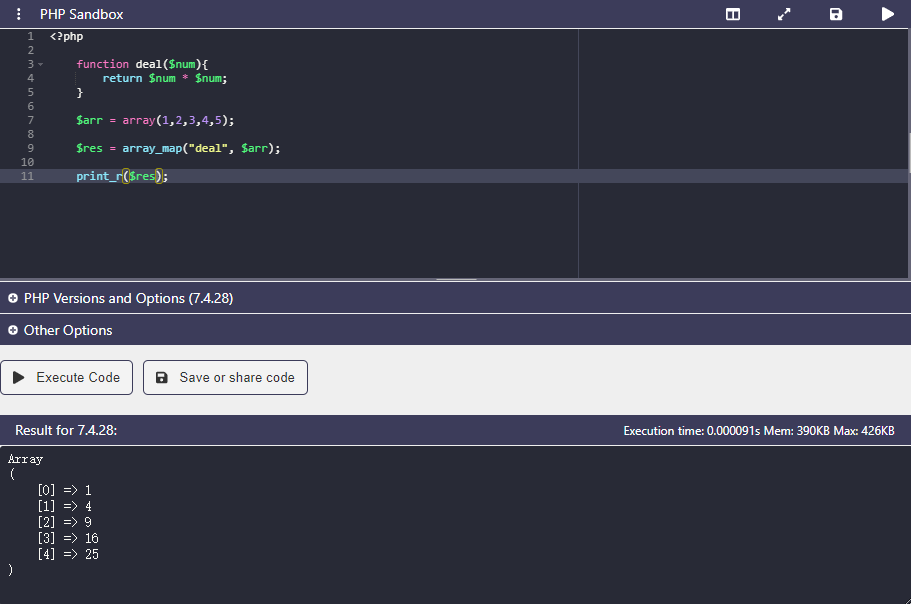 PHP Sandbox
1 <?php
2
3 function deal($num){
4 return $num * $num;
5 }
6
7 $arr = array(1,2,3,4,5);
8
9 $res = array_map("deal", $arr);
10
11 print_r($res);
PHP Versions and Options (7.4.28)
Other Options
Execute Code Save or share code
Result for 7.4.28: Execution time: 0.000091s Mem: 390KB Max: 426KB
Array
(
[0] => 1
[1] => 4
[2] => 9
[3] => 16
[4] => 25
)